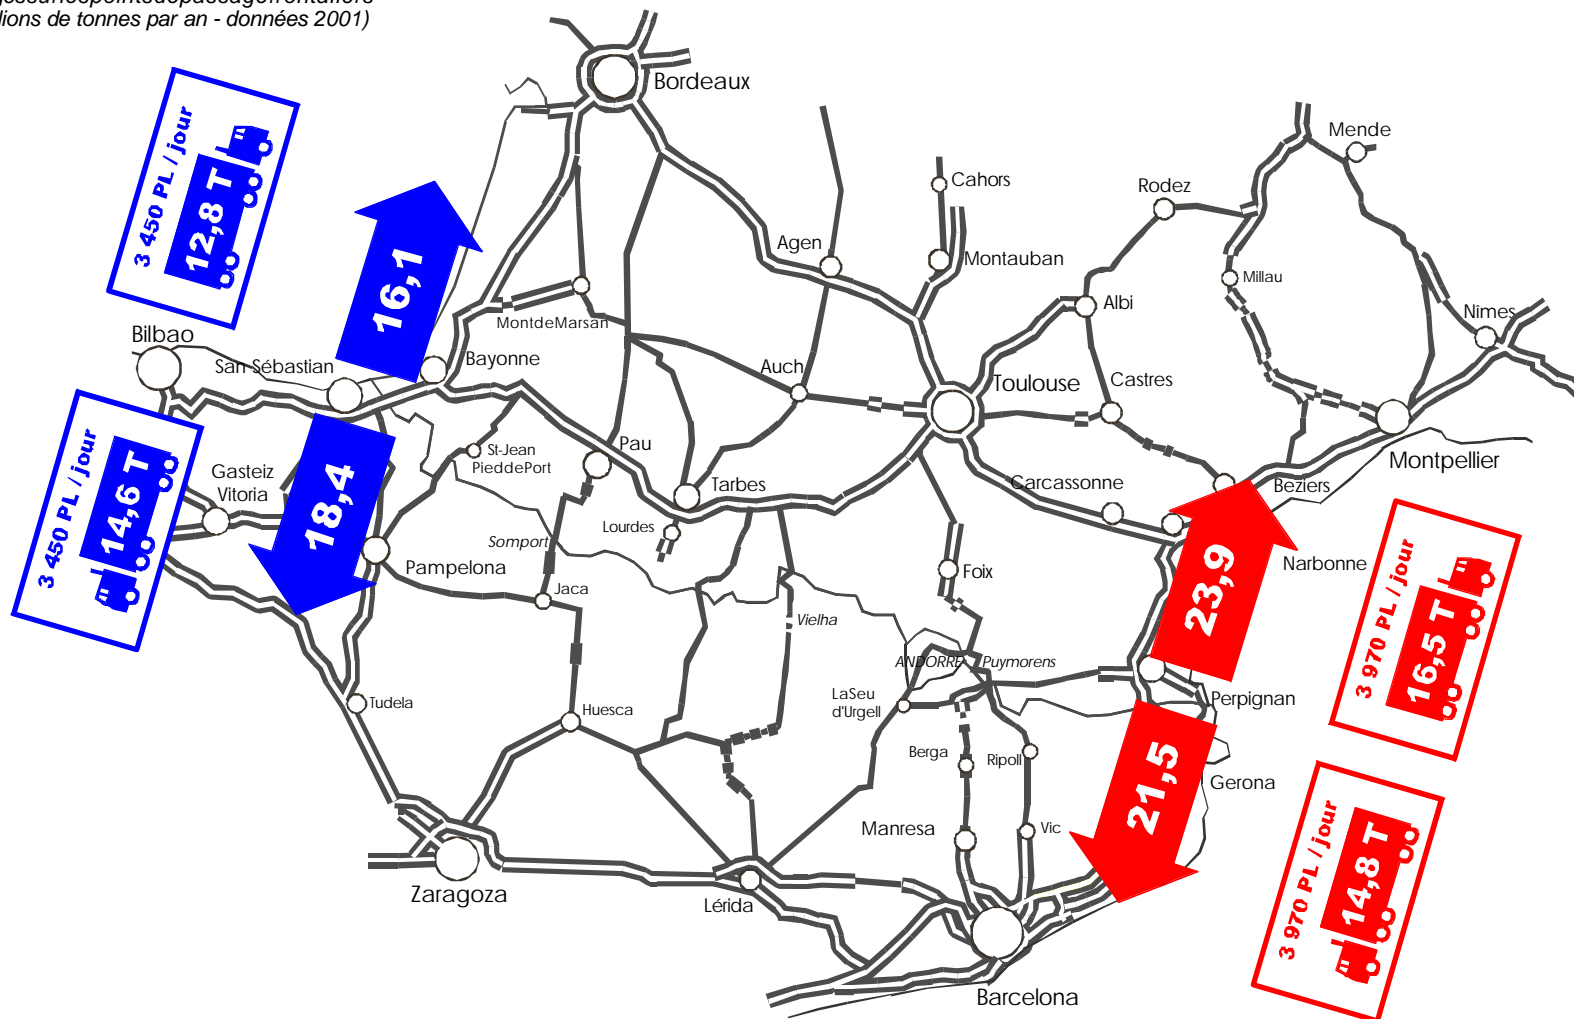 (millions de tonnes par an - données 2001)
Bordeaux
Mende
3 450 PL / jour
12,8 T
Cahors
Rodez
16,1
Agen
Montauban
Millau
Albi
Nîmes
MontdeMarsan
Bilbao
San-Sébastian
Bayonne
Auch
Toulouse
Castres
3 450 PL / jour
14,6 T
St-Jean
PieddePort
Pau
Montpellier
Gasteiz
Vitoria
18,4
Tarbes
Carcassonne
Beziers
Lourdes
Somport
Pampelona
Foix
Narbonne
23,9
3 970 PL / jour
16,5 T
Jaca
Vielha
ANDORRE
Puymorens
LaSeu
d'Urgell
Perpignan
Tudela
Huesca
Berga
Ripoll
21,5
Gerona
Manresa
Vic
3 970 PL / jour
14,8 T
Zaragoza
Lérida
Barcelona